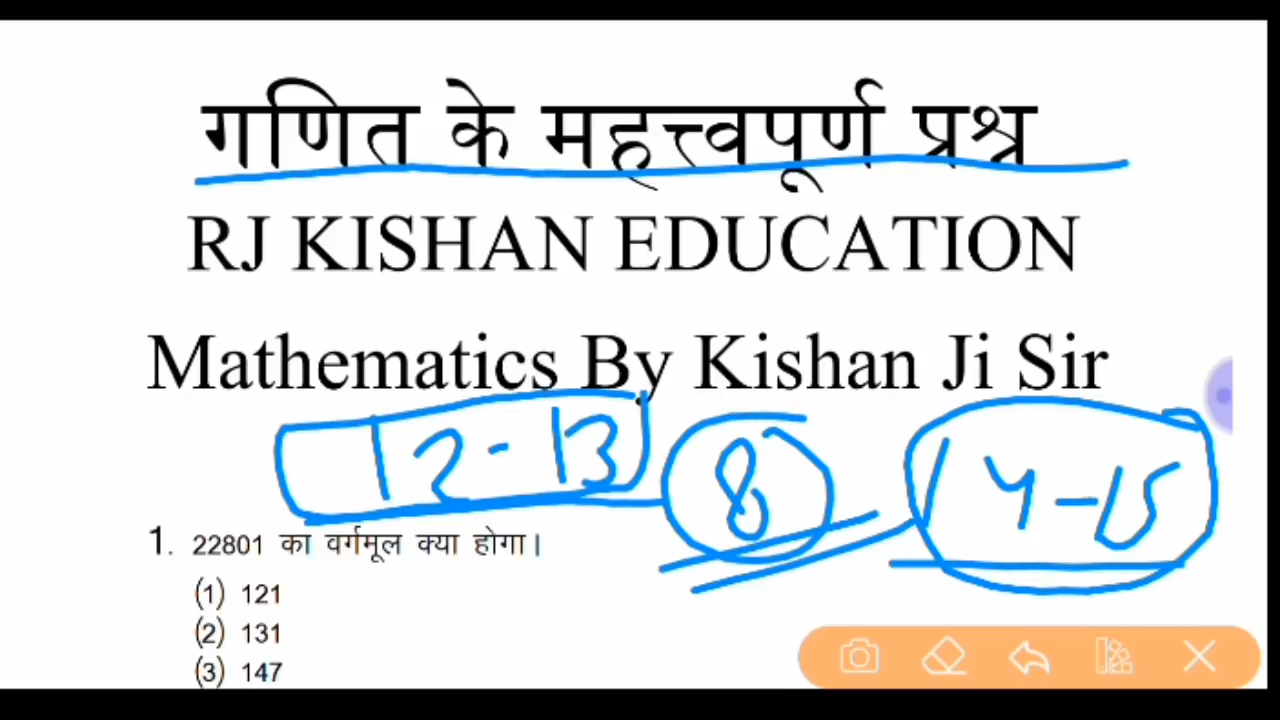 गणित के महत्त्वपूर्ण प्रश्न
RJ KISHAN EDUCATION
Mathematics By Kishan Ji Sir
12-13 8 14-15
1. 22801 का वर्गमूल क्या होगा।
(1) 121
(2) 131
(3) 147